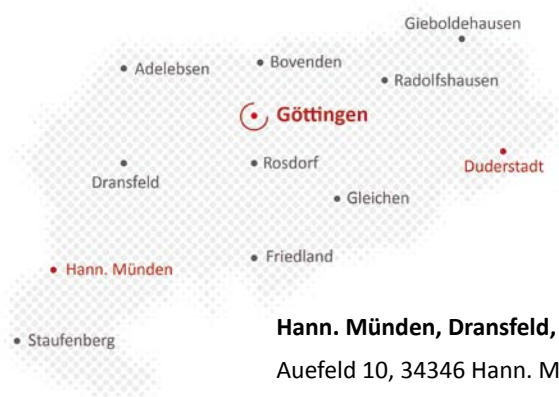 Gieboldehausen
Adelebsen
Bovenden
Radolfshausen
Göttingen
Dransfeld
Rosdorf
Duderstadt
Gleichen
Hann. Münden
Friedland
Staufenberg
Hann. Münden, Dransfeld,
Auefeld 10, 34346 Hann. M